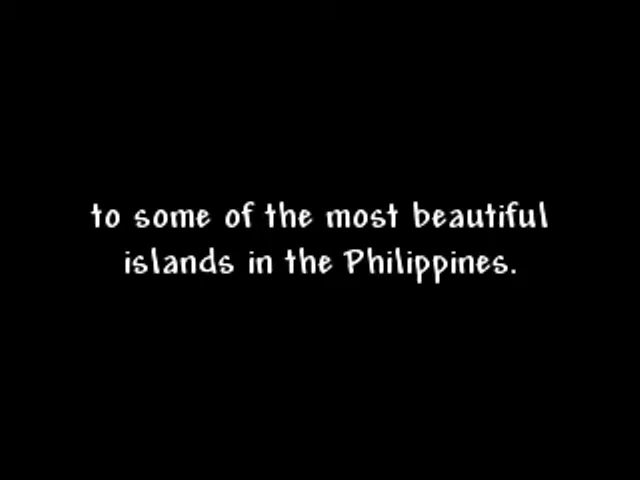 to some of the most beautiful
islands in the Philippines.